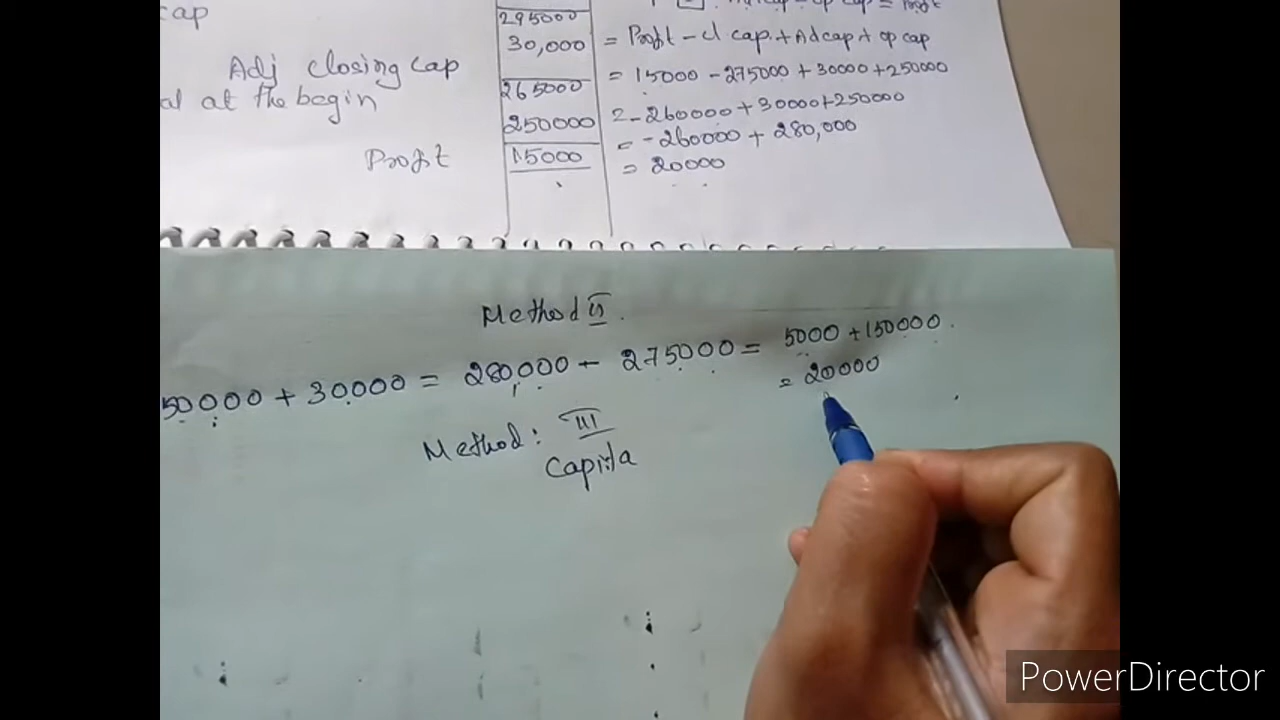 cap
Adj closing cap
al at the begin
Profit
295000
30,000
265000
250000
15000
= Profit - cl cap + Ad cap + op cap
= 15000 - 275000 + 30000 + 250000
= -260000 + 30000 + 250000
= -260000 + 280,000
= 20000
Method II.
50000 + 30000 = 280,000 - 275000 = 5000 + 150000.
= 20000
Method: III
Capita
PowerDirector